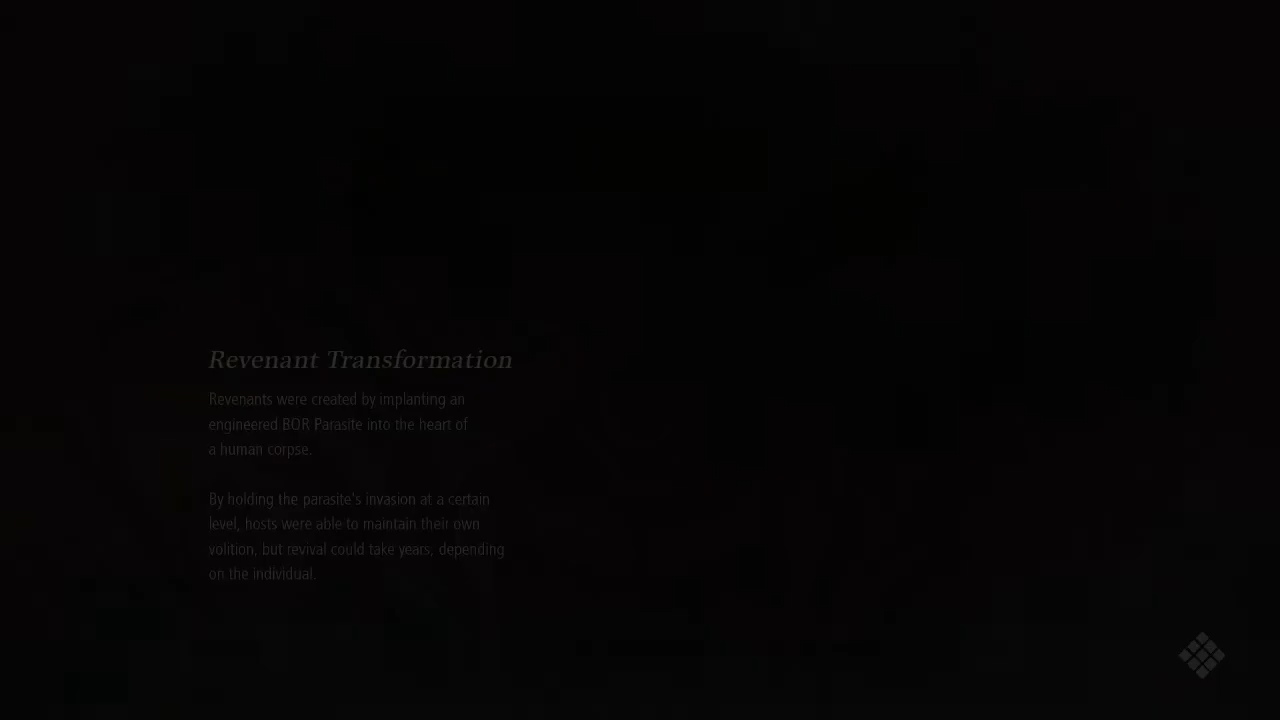 Revenant Transformation
Revenants were created by implanting an
engineered BOR Parasite into the heart of
a human corpse.
By holding the parasite's invasion at a certain
level, hosts were able to maintain their own
volition, but revival could take years, depending
on the individual.